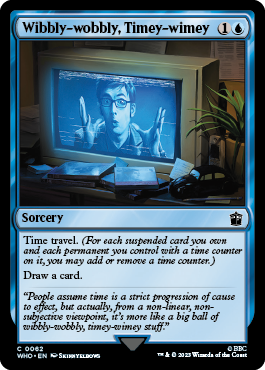 Wibbly-wobbly, Timey-wimey 1
Sorcery
Time travel. (For each suspended card you own
and each permanent you control with a time counter
on it, you may add or remove a time counter.)
Draw a card.
"People assume time is a strict progression of cause
to effect, but actually, from a non-linear, non-
subjective viewpoint, it's more like a big ball of
wibbly-wobbly, timey-wimey stuff."
C 0062 © BBC
WHO • EN SKINNYELBOWS ™ & © 2023 Wizards of the Coast